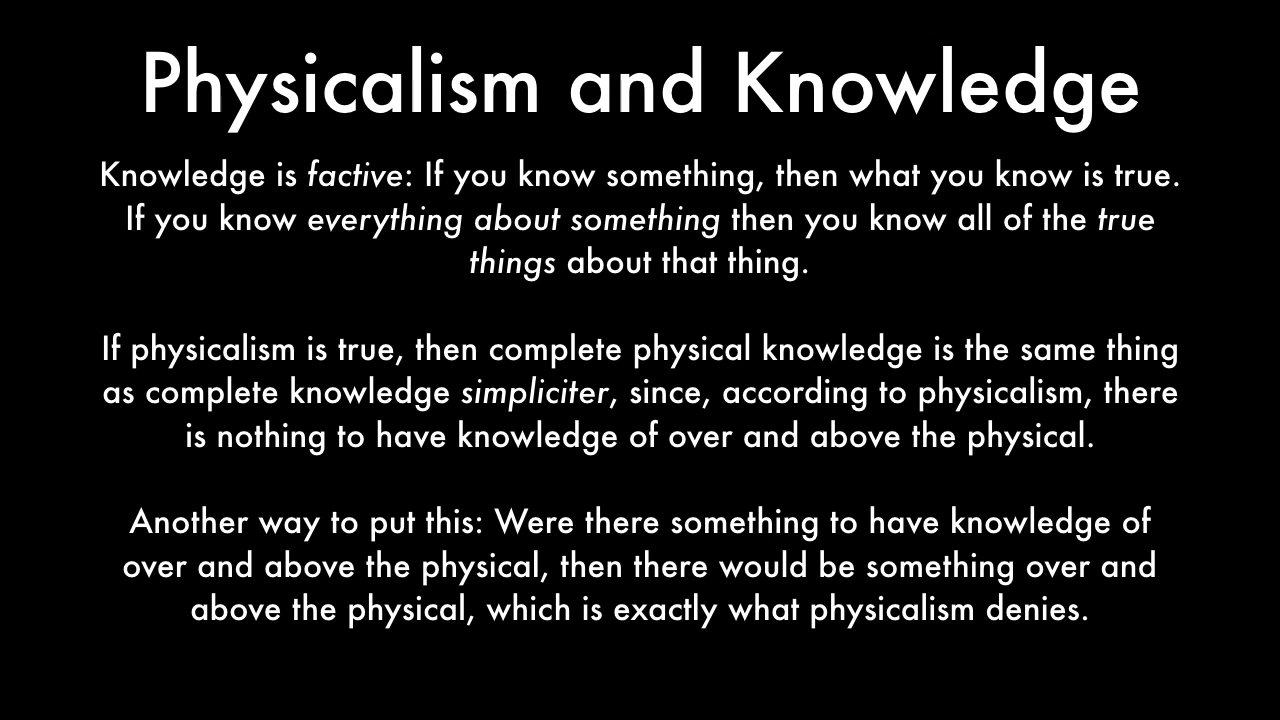 Physicalism and Knowledge
Knowledge is factive: If you know something, then what you know is true.
If you know everything about something then you know all of the true
things about that thing.
If physicalism is true, then complete physical knowledge is the same thing
as complete knowledge simpliciter, since, according to physicalism, there
is nothing to have knowledge of over and above the physical.
Another way to put this: Were there something to have knowledge of
over and above the physical, then there would be something over and
above the physical, which is exactly what physicalism denies.